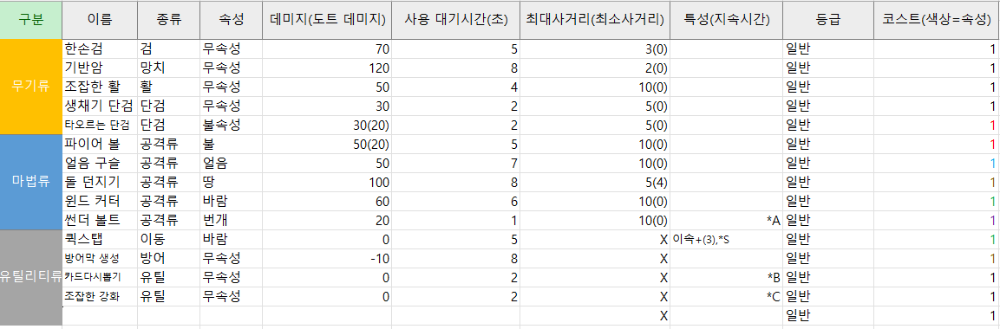 구분 이름 종류 속성 데미지(도트 데미지) 사용 대기시간(초) 최대사거리(최소사거리) 특성(지속시간) 등급 코스트(색상=속성)
무기류 한손검 검 무속성 70 5 3(0) 일반 1
기반암 망치 무속성 120 8 2(0) 일반 1
조잡한 활 활 무속성 50 4 10(0) 일반 1
생채기 단검 단검 무속성 30 2 5(0) 일반 1
타오르는 단검 단검 불속성 30(20) 2 5(0) 일반 1
마법류 파이어 볼 공격류 불 50(20) 5 10(0) 일반 1
얼음 구슬 공격류 얼음 50 7 10(0) 일반 1
돌 던지기 공격류 땅 100 8 5(4) 일반 1
윈드 커터 공격류 바람 60 6 10(0) 일반 1
썬더 볼트 공격류 번개 20 1 10(0) *A 일반 1
유틸리티류 퀵스탭 이동 바람 0 5 X 이속+(3),*S 일반 1
방어막 생성 방어 무속성 -10 8 X 일반 1
카드다시뽑기 유틸 무속성 0 2 X *B 일반 1
조잡한 강화 유틸 무속성 0 2 X *C 일반 1
X 일반 1